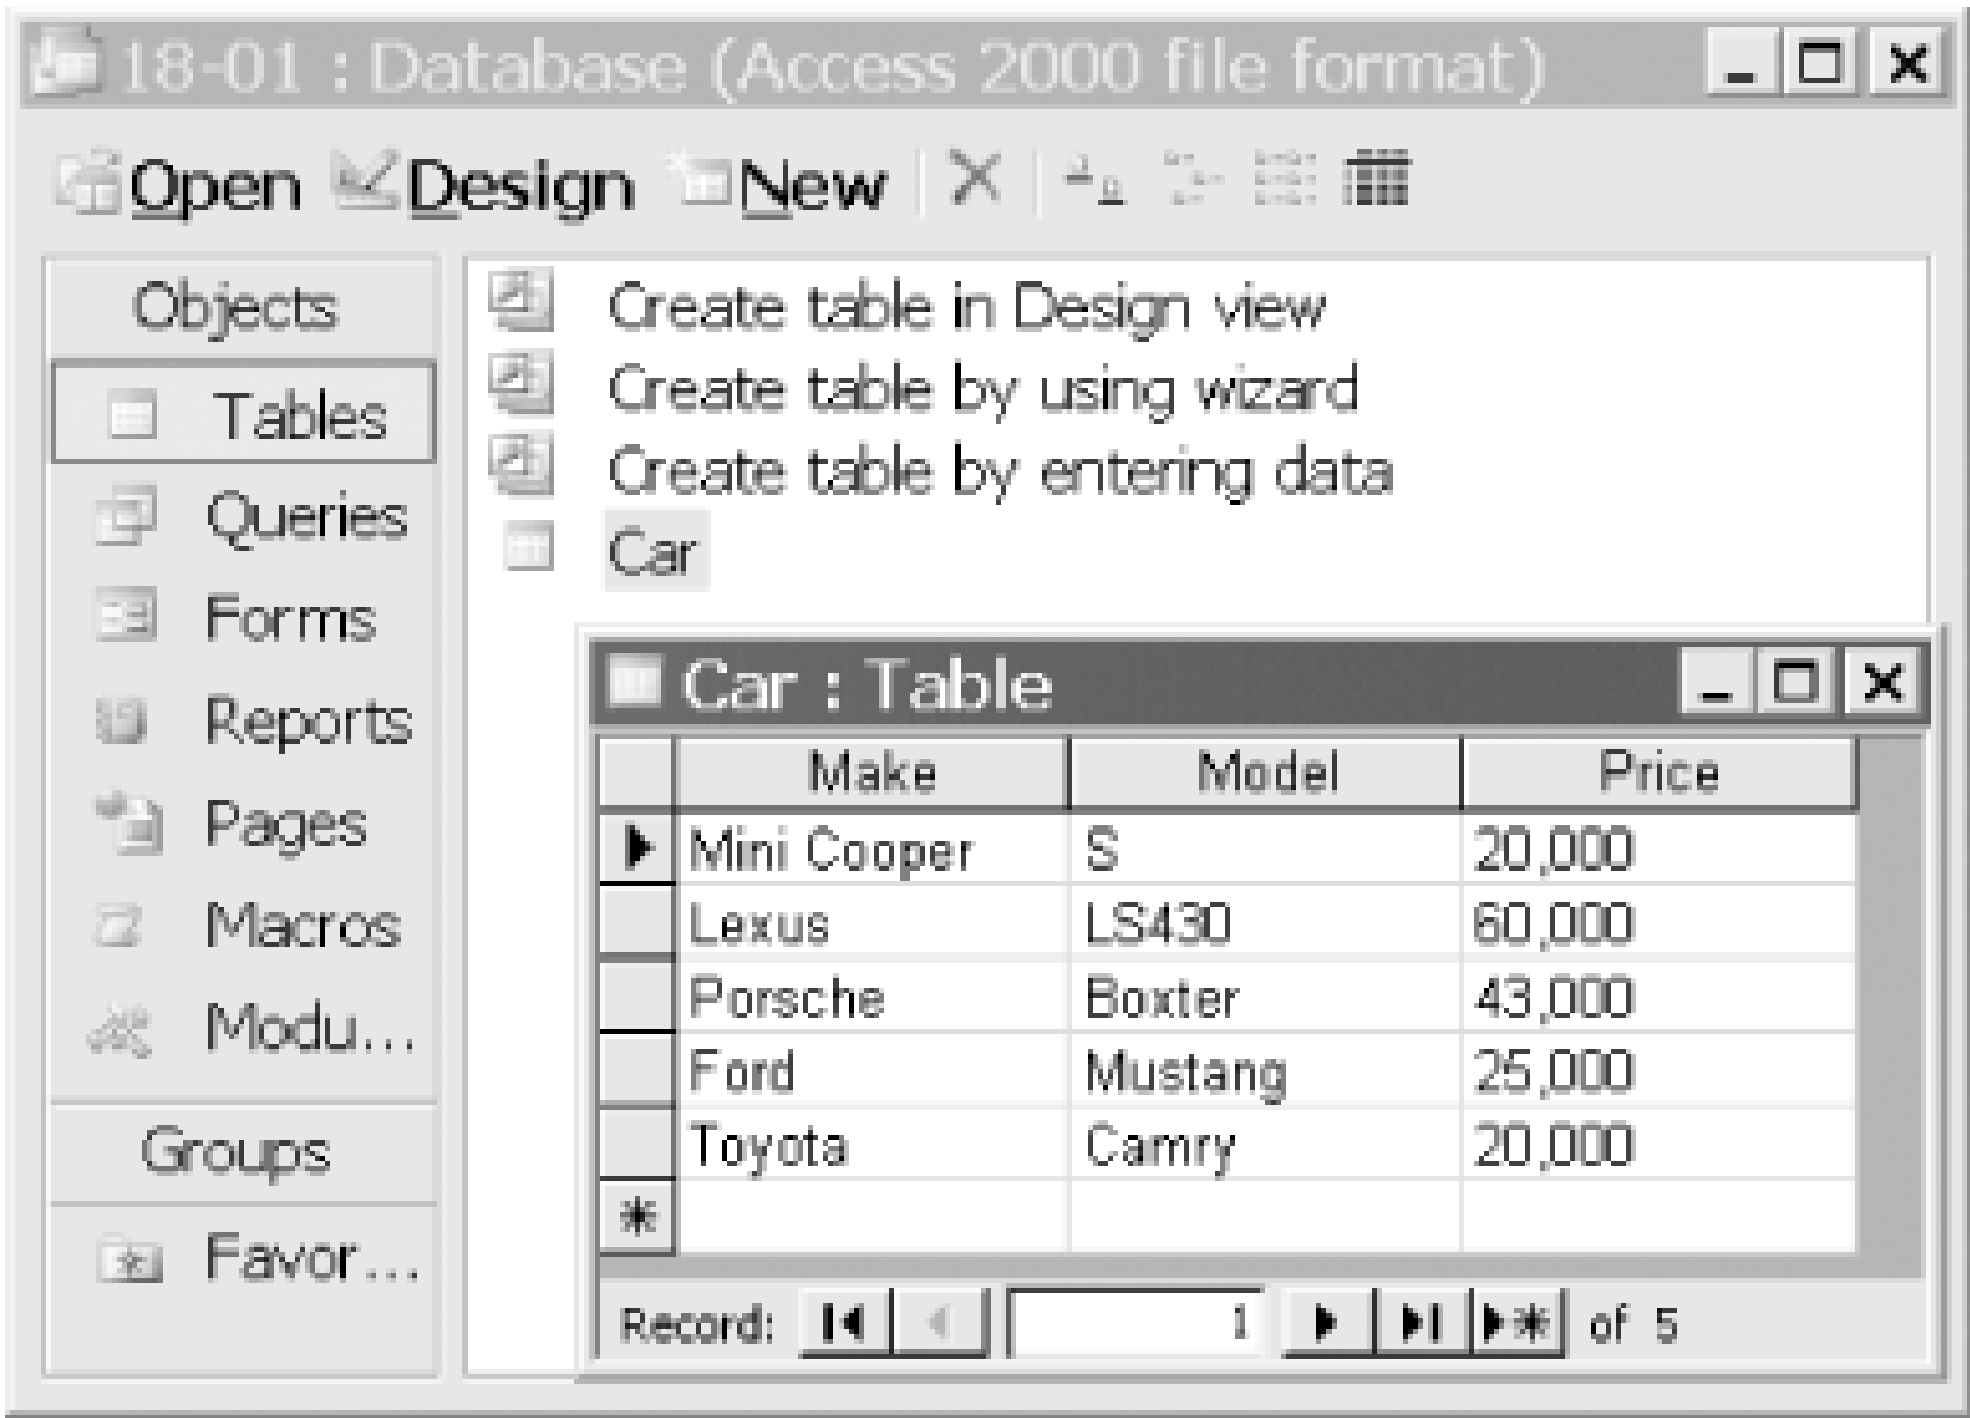 18-01 : Database (Access 2000 file format)
Open Design New
Objects
Tables
Queries
Forms
Reports
Pages
Macros
Modu...
Groups
Favor...
Create table in Design view
Create table by using wizard
Create table by entering data
Car
Car : Table
Make Model Price
Mini Cooper S 20,000
Lexus LS430 60,000
Porsche Boxter 43,000
Ford Mustang 25,000
Toyota Camry 20,000
Record: 1 of 5